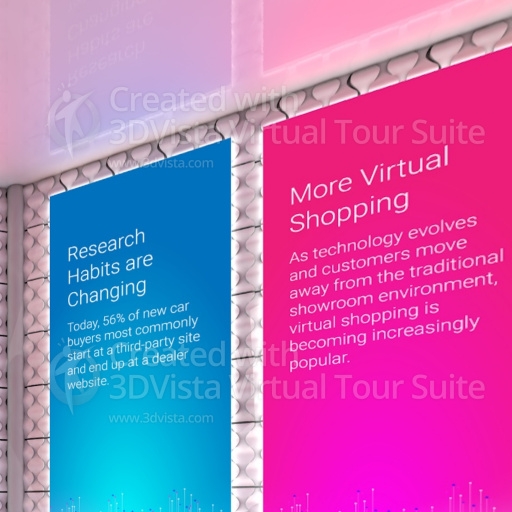 Created with
3DVista Virtual Tour Suite
www.3dvista.com
More Virtual
Shopping
As technology evolves
and customers move
away from the traditional
showroom environment,
virtual shopping is
becoming increasingly
popular.
Research
Habits are
Changing
Today, 56% of new car
buyers most commonly
start at a third-party site
and end up at a dealer
website.
Created with
3DVista Virtual Tour Suite
www.3dvista.com